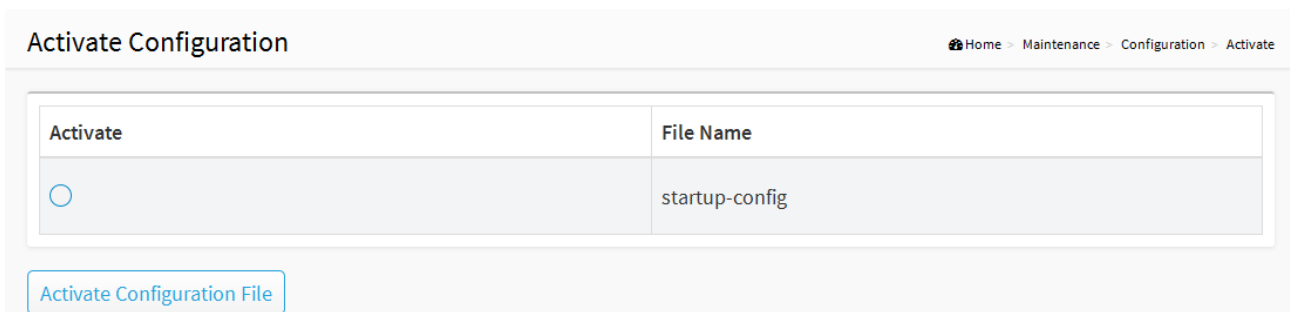 Activate Configuration
Home > Maintenance > Configuration > Activate
Activate File Name
startup-config
Activate Configuration File